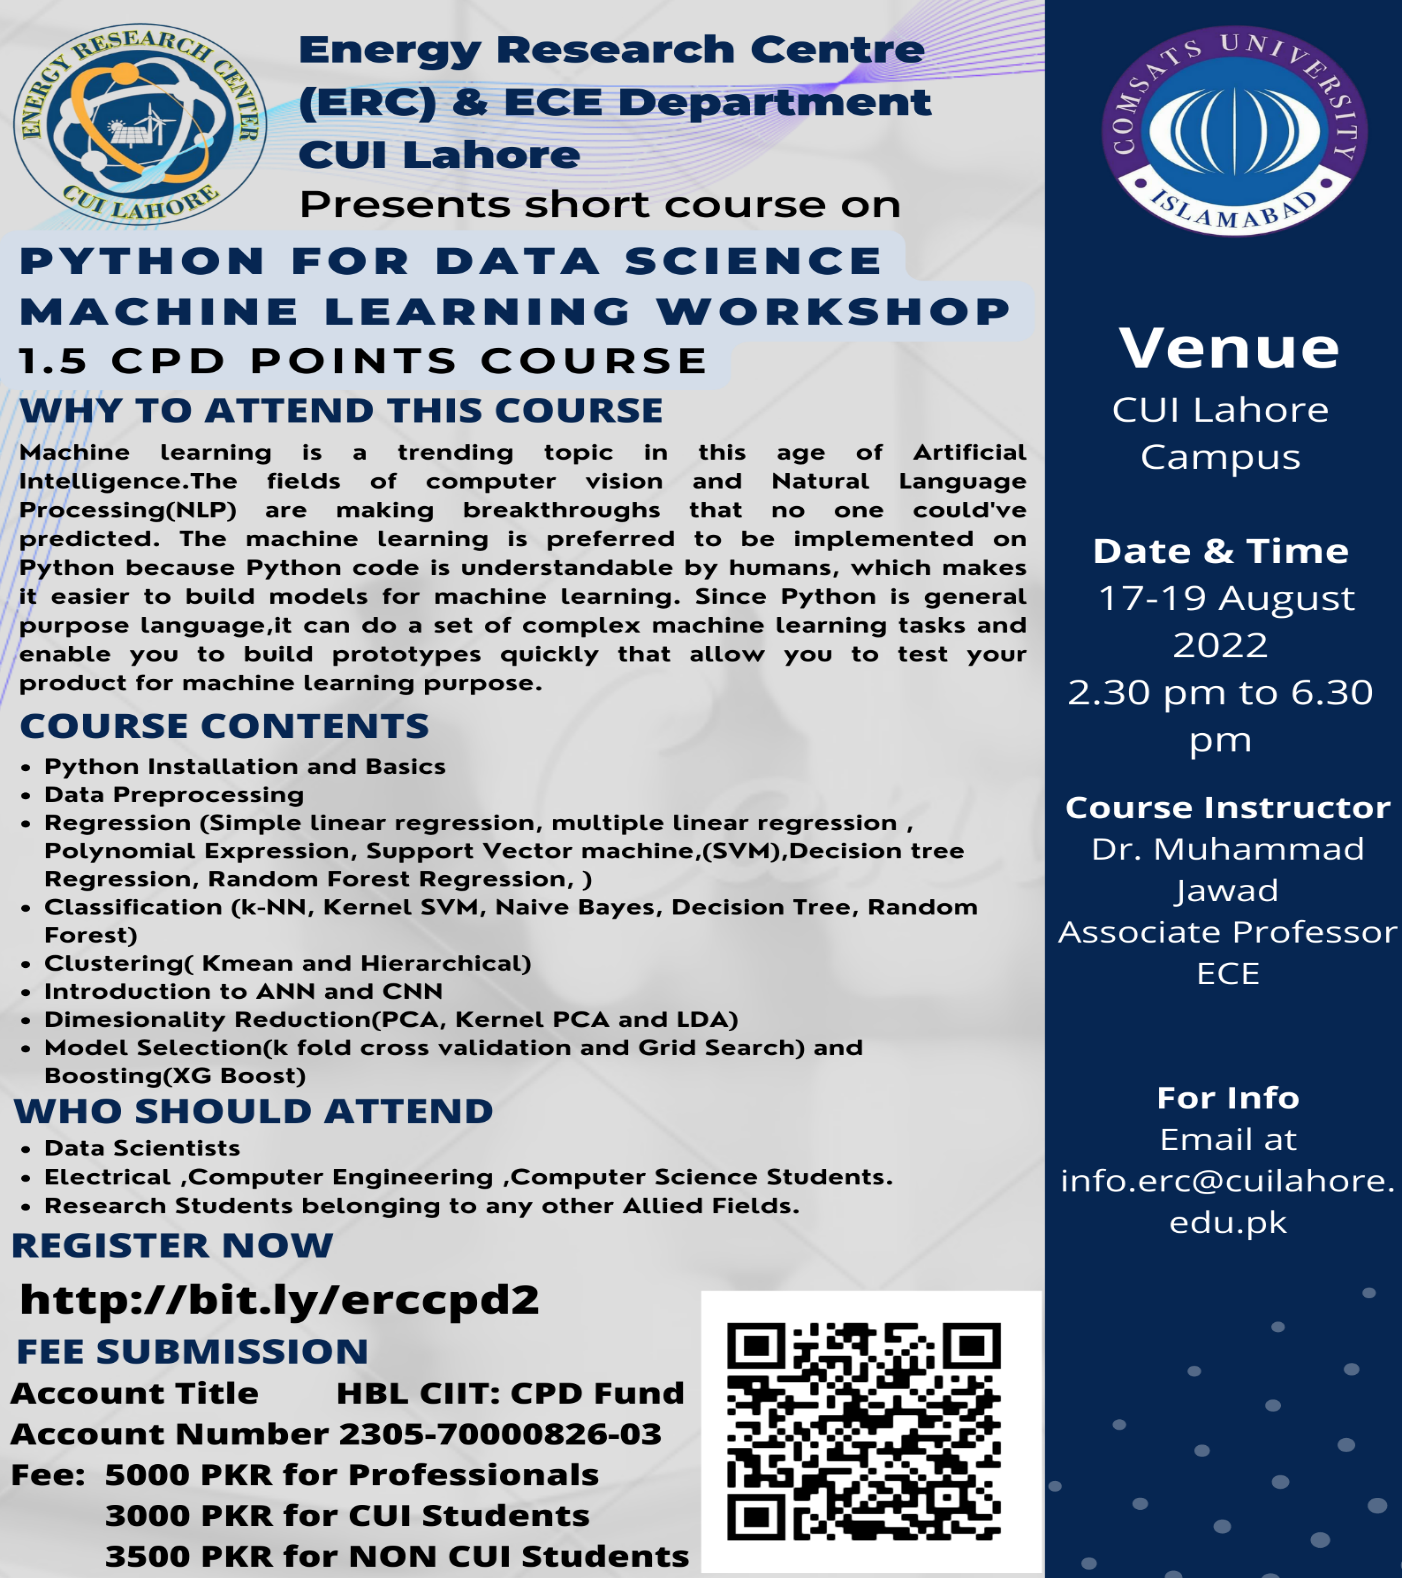 ENERGY RESEARCH CENTER
CUI LAHORE
Energy Research Centre
(ERC) & ECE Department
CUI Lahore
Presents short course on
PYTHON FOR DATA SCIENCE
MACHINE LEARNING WORKSHOP
1.5 CPD POINTS COURSE
WHY TO ATTEND THIS COURSE
Machine learning is a trending topic in this age of Artificial
Intelligence.The fields of computer vision and Natural Language
Processing(NLP) are making breakthroughs that no one could've
predicted. The machine learning is preferred to be implemented on
Python because Python code is understandable by humans, which makes
it easier to build models for machine learning. Since Python is general
purpose language,it can do a set of complex machine learning tasks and
enable you to build prototypes quickly that allow you to test your
product for machine learning purpose.
COURSE CONTENTS
• Python Installation and Basics
• Data Preprocessing
• Regression (Simple linear regression, multiple linear regression ,
Polynomial Expression, Support Vector machine,(SVM),Decision tree
Regression, Random Forest Regression, )
• Classification (k-NN, Kernel SVM, Naive Bayes, Decision Tree, Random
Forest)
• Clustering( Kmean and Hierarchical)
• Introduction to ANN and CNN
• Dimesionality Reduction(PCA, Kernel PCA and LDA)
• Model Selection(k fold cross validation and Grid Search) and
Boosting(XG Boost)
WHO SHOULD ATTEND
• Data Scientists
• Electrical ,Computer Engineering ,Computer Science Students.
• Research Students belonging to any other Allied Fields.
REGISTER NOW
http://bit.ly/erccpd2
FEE SUBMISSION
Account Title HBL CIIT: CPD Fund
Account Number 2305-70000826-03
Fee: 5000 PKR for Professionals
3000 PKR for CUI Students
3500 PKR for NON CUI Students
COMSATS UNIVERSITY
ISLAMABAD
Venue
CUI Lahore
Campus
Date & Time
17-19 August
2022
2.30 pm to 6.30
pm
Course Instructor
Dr. Muhammad
Jawad
Associate Professor
ECE
For Info
Email at
info.erc@cuilahore.
edu.pk